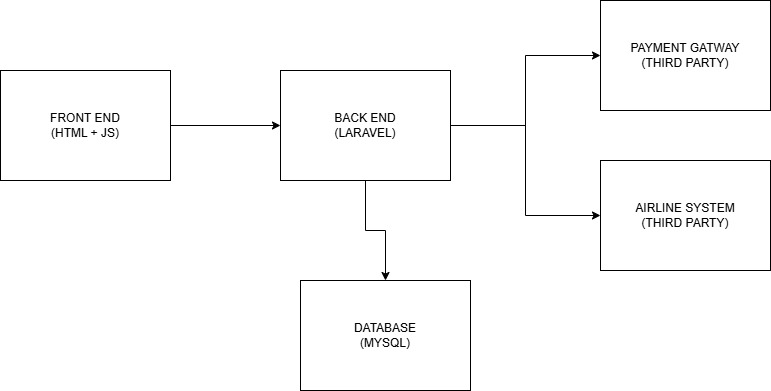 FRONT END
(HTML + JS)
BACK END
(LARAVEL)
PAYMENT GATWAY
(THIRD PARTY)
AIRLINE SYSTEM
(THIRD PARTY)
DATABASE
(MYSQL)